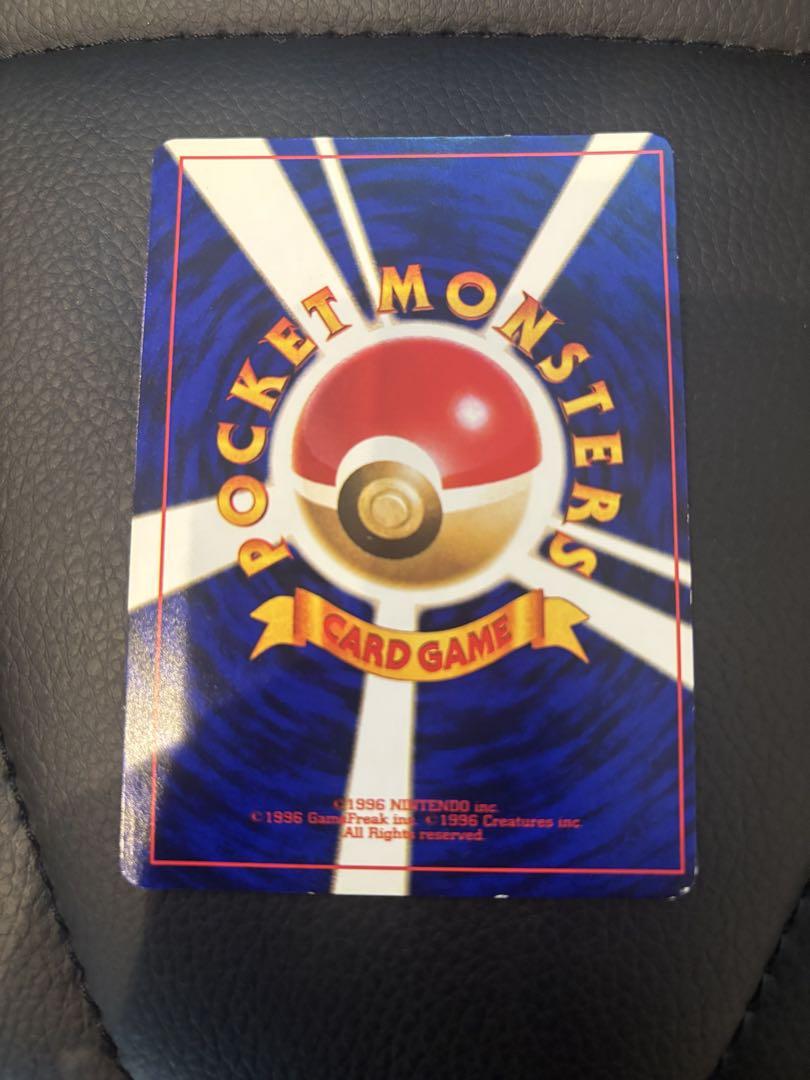 POCKET MONSTERS
CARD GAME
©1996 NINTENDO inc.
©1996 GameFreak inc. ©1996 Creatures inc.
All Rights reserved.